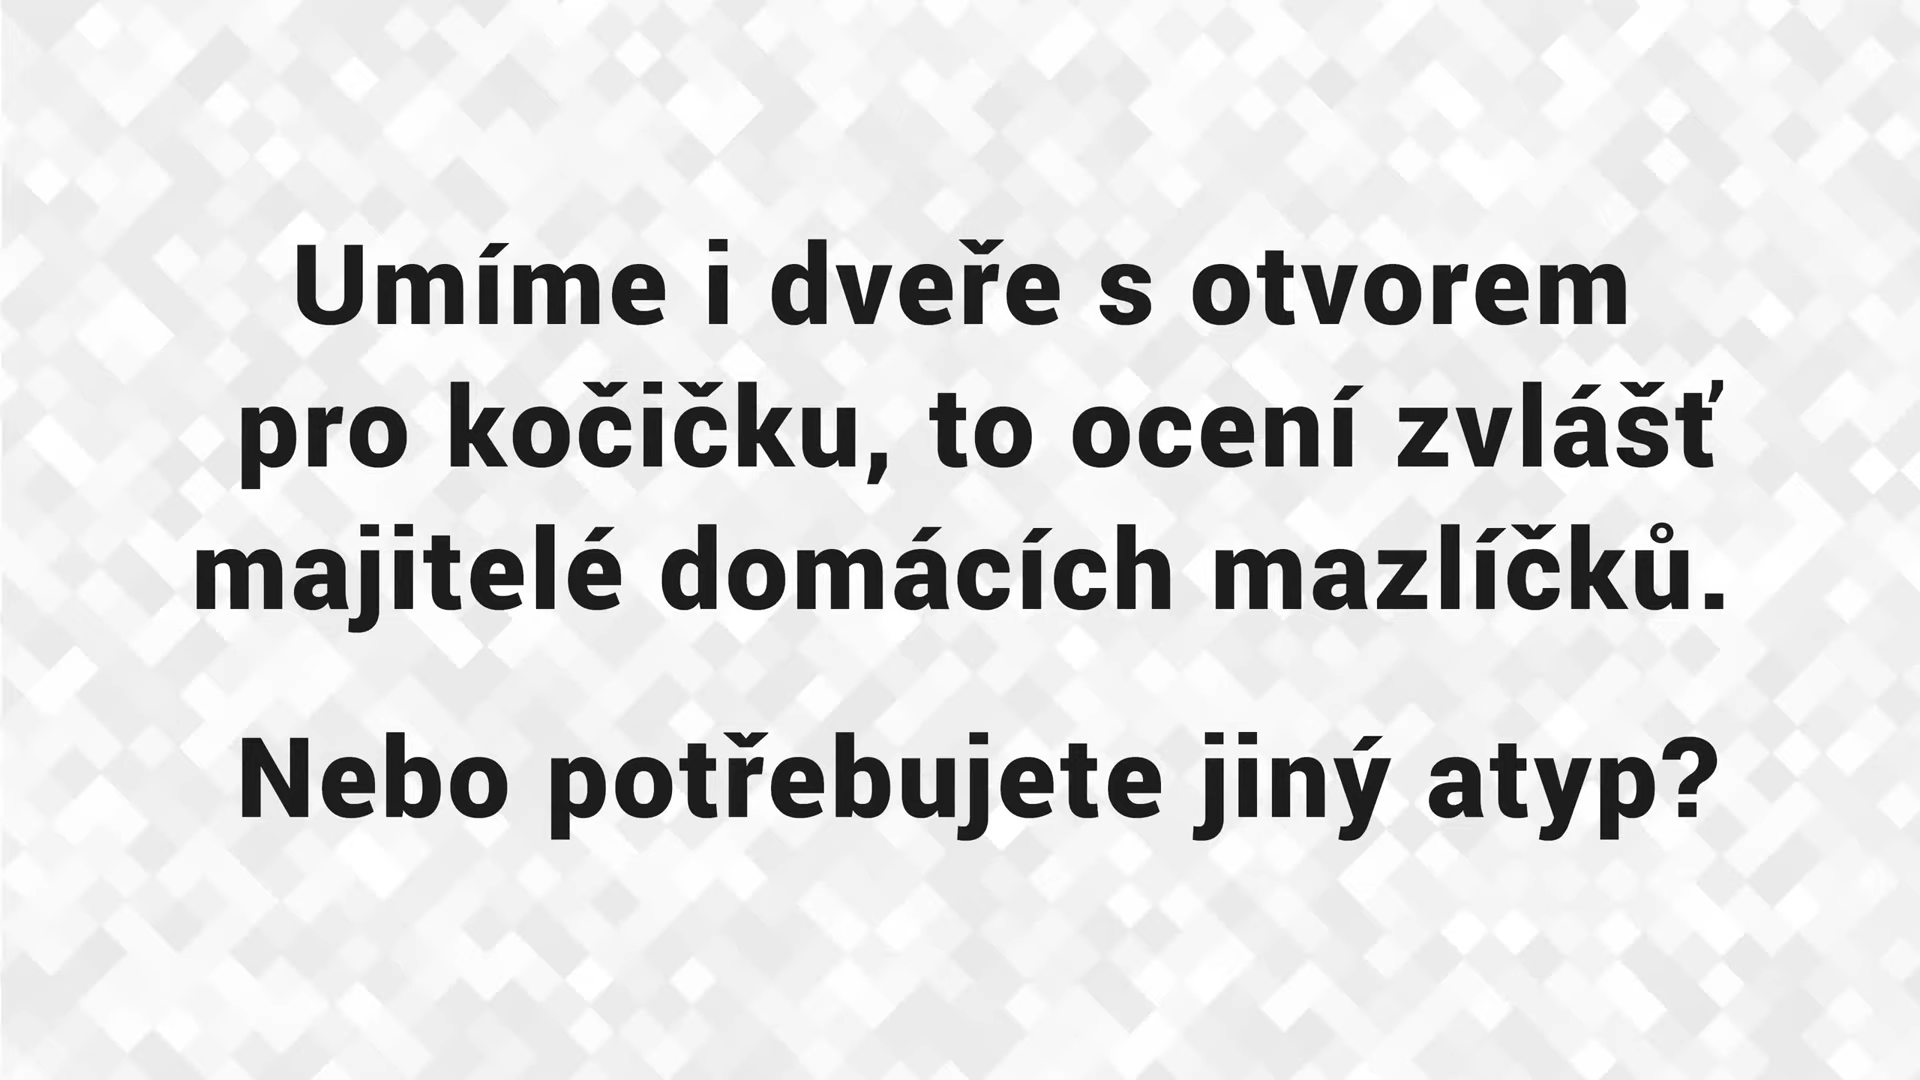 Umíme i dveře s otvorem
pro kočičku, to ocení zvlášť
majitelé domácích mazlíčků.
Nebo potřebujete jiný atyp?